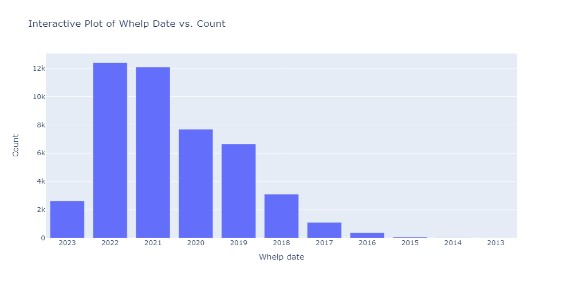 Interactive Plot of Whelp Date vs. Count
12k
10k
8k
6k
4k
2k
0
Count
2023 2022 2021 2020 2019 2018 2017 2016 2015 2014 2013
Whelp date